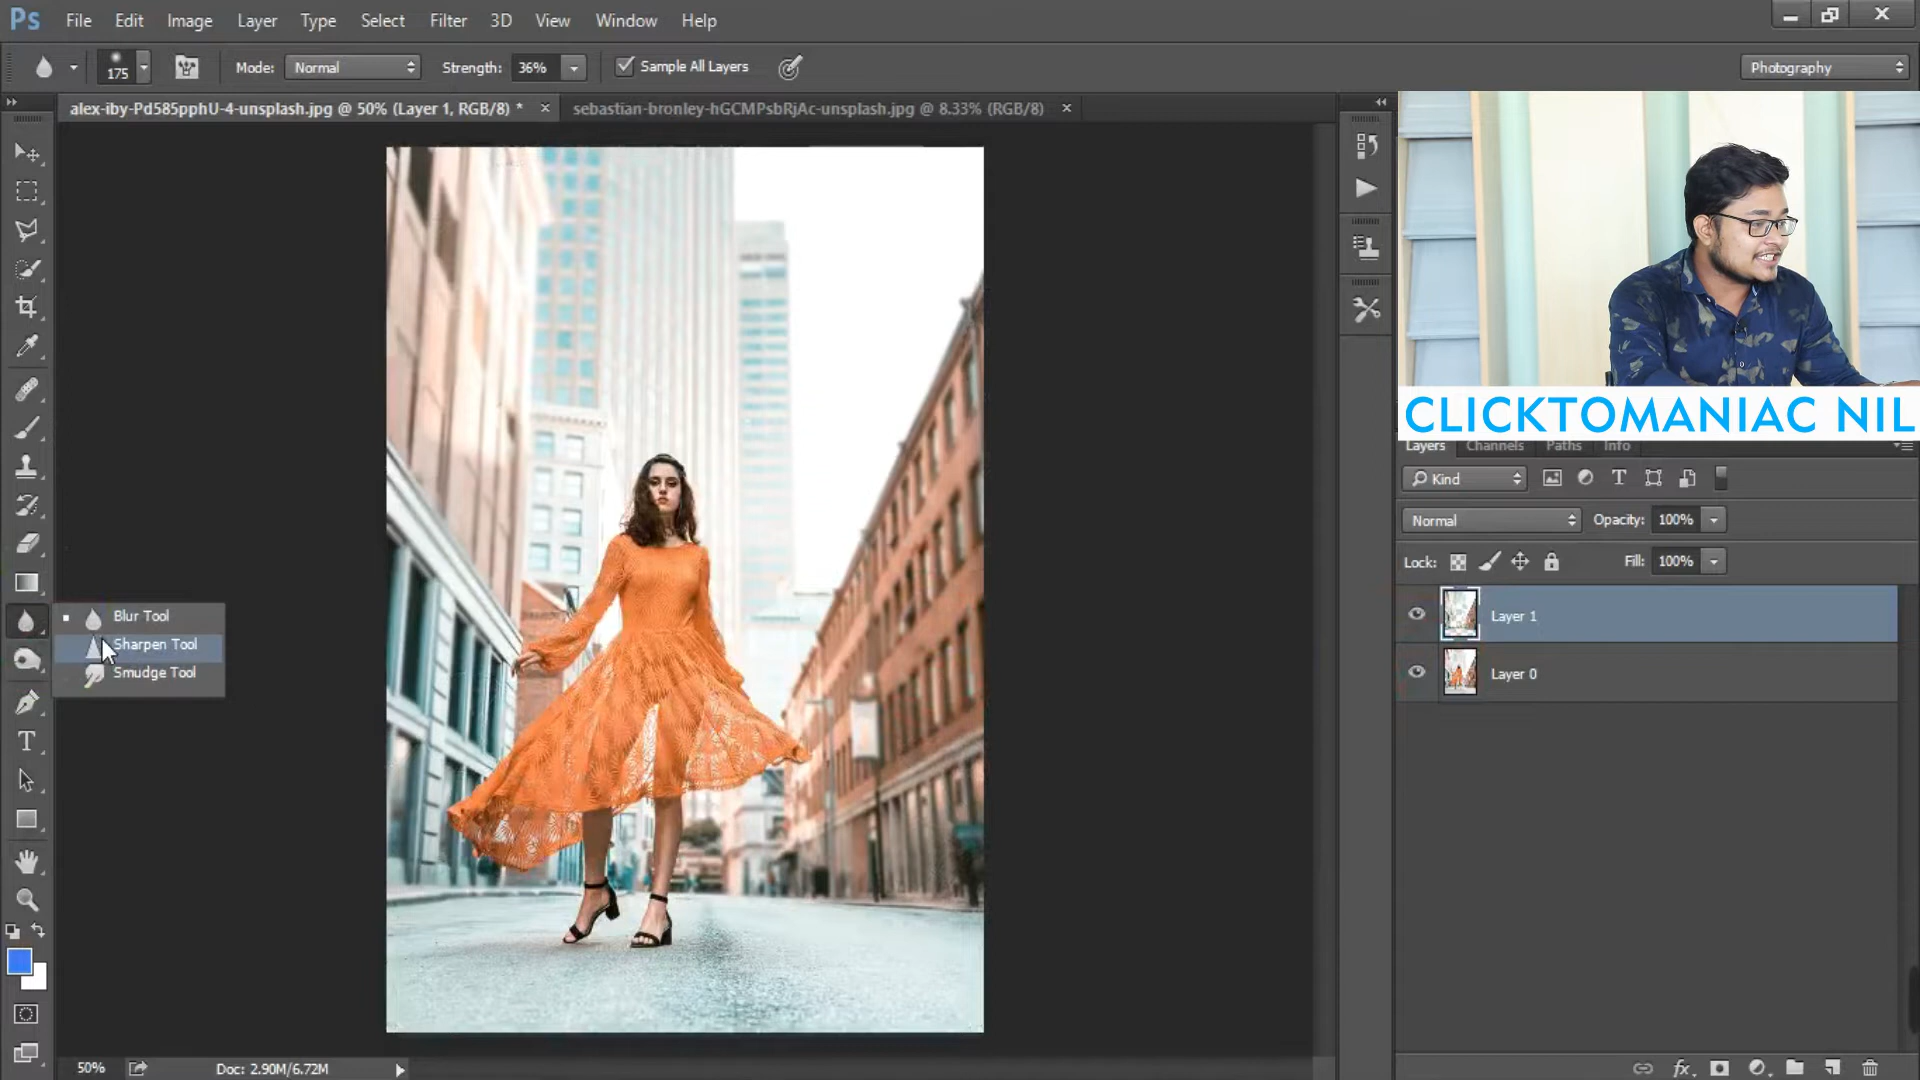 Ps File Edit Image Layer Type Select Filter 3D View Window Help
175 Mode: Normal Strength: 36% Sample All Layers Photography
alex-iby-Pd585pphU-4-unsplash.jpg @ 50% (Layer 1, RGB/8) * sebastian-bronley-hGCMPsbRjAc-unsplash.jpg @ 8.33% (RGB/8)
CLICKTOMANIAC NIL
Layers Channels Paths Info
Kind
Normal Opacity: 100%
Lock: Fill: 100%
Layer 1
Layer 0
Blur Tool
Sharpen Tool
Smudge Tool
50% Doc: 2.90M/6.72M